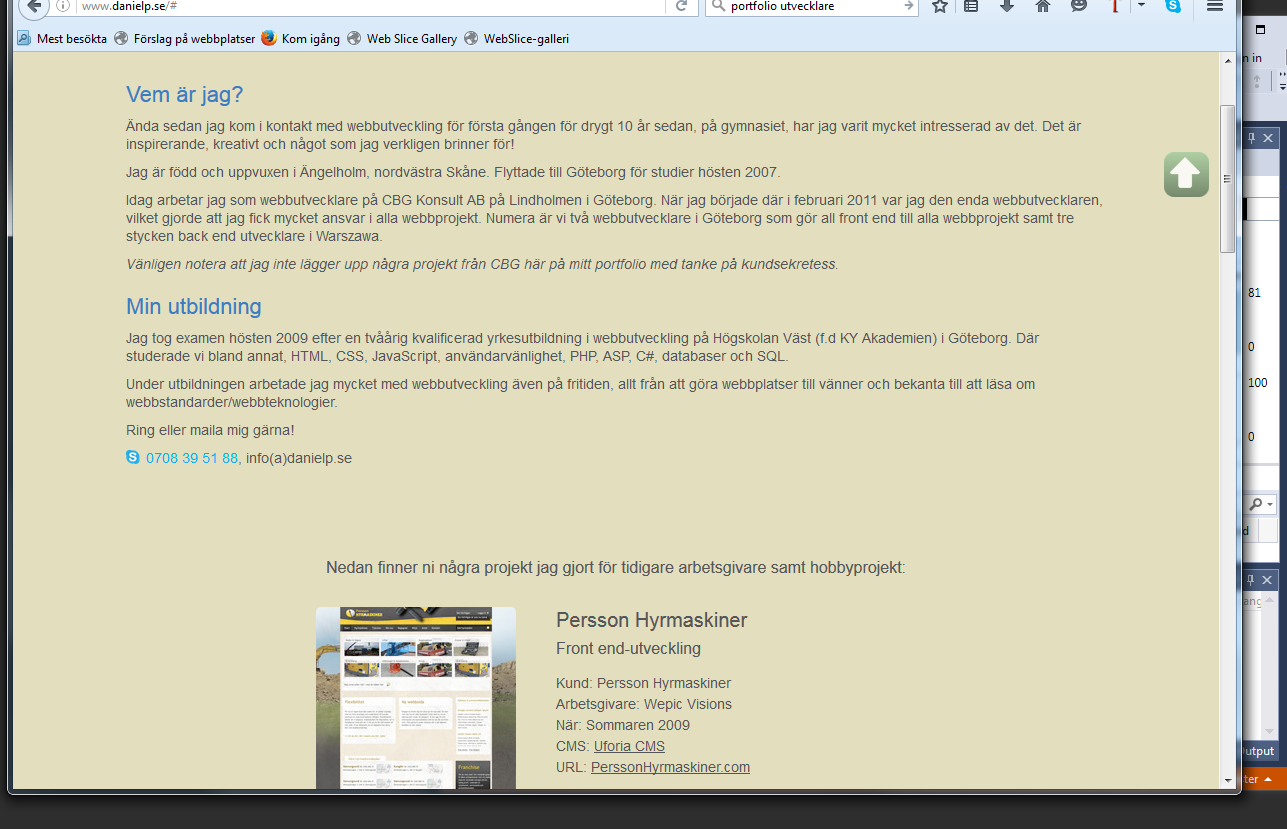 www.danielp.se/#
portfolio utvecklare
Mest besökta Förslag på webbplatser Kom igång Web Slice Gallery WebSlice-galleri
n in
Vem är jag?
Ända sedan jag kom i kontakt med webbutveckling för första gången för drygt 10 år sedan, på gymnasiet, har jag varit mycket intresserad av det. Det är
inspirerande, kreativt och något som jag verkligen brinner för!
Jag är född och uppvuxen i Ängelholm, nordvästra Skåne. Flyttade till Göteborg för studier hösten 2007.
Idag arbetar jag som webbutvecklare på CBG Konsult AB på Lindholmen i Göteborg. När jag började där i februari 2011 var jag den enda webbutvecklaren,
vilket gjorde att jag fick mycket ansvar i alla webbprojekt. Numera är vi två webbutvecklare i Göteborg som gör all front end till alla webbprojekt samt tre
stycken back end utvecklare i Warszawa.
Vänligen notera att jag inte lägger upp några projekt från CBG här på mitt portfolio med tanke på kundsekretess.
Min utbildning
Jag tog examen hösten 2009 efter en tvåårig kvalificerad yrkesutbildning i webbutveckling på Högskolan Väst (f.d KY Akademien) i Göteborg. Där
studerade vi bland annat, HTML, CSS, JavaScript, användarvänlighet, PHP, ASP, C#, databaser och SQL.
Under utbildningen arbetade jag mycket med webbutveckling även på fritiden, allt från att göra webbplatser till vänner och bekanta till att läsa om
webbstandarder/webbteknologier.
Ring eller maila mig gärna!
0708 39 51 88, info(a)danielp.se
Nedan finner ni några projekt jag gjort för tidigare arbetsgivare samt hobbyprojekt:
Persson Hyrmaskiner
Front end-utveckling
Kund: Persson Hyrmaskiner
Arbetsgivare: Wepic Visions
När: Sommaren 2009
CMS: Uforia CMS
URL: PerssonHyrmaskiner.com
81
0
100
0
d
ang
utput
ter